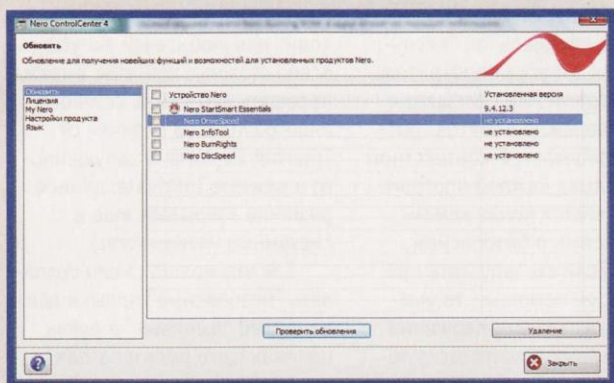 Nero ControlCenter 4
Обновить
Обновление для получения новейших функций и возможностей для установленных продуктов Nero.
Обновить
Лицензия
My Nero
Настройки продукта
Язык
Устройство Nero
Установленная версия
Nero StartSmart Essentials
9.4.12.3
Nero DriveSpeed
не установлено
Nero InfoTool
не установлено
Nero BurnRights
не установлено
Nero DiscSpeed
не установлено
Проверить обновления
Удаление
Закрыть